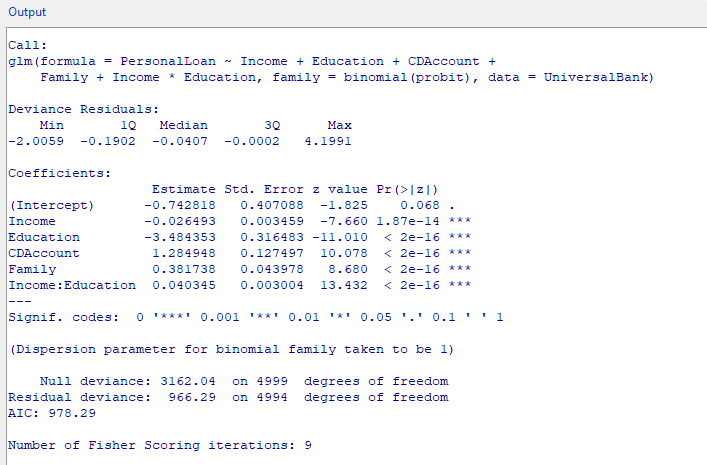 Output
Call:
glm(formula = PersonalLoan ~ Income + Education + CDAccount +
    Family + Income * Education, family = binomial(probit), data = UniversalBank)
Deviance Residuals:
    Min       1Q   Median       3Q      Max
-2.0059  -0.1902  -0.0407  -0.0002   4.1991
Coefficients:
                  Estimate Std. Error z value Pr(>|z|)
(Intercept)      -0.742818   0.407088  -1.825    0.068 .
Income           -0.026493   0.003459  -7.660 1.87e-14 ***
Education        -3.484353   0.316483 -11.010  < 2e-16 ***
CDAccount         1.284948   0.127497  10.078  < 2e-16 ***
Family            0.381738   0.043978   8.680  < 2e-16 ***
Income:Education  0.040345   0.003004  13.432  < 2e-16 ***
---
Signif. codes:  0 '***' 0.001 '**' 0.01 '*' 0.05 '.' 0.1 ' ' 1
(Dispersion parameter for binomial family taken to be 1)
    Null deviance: 3162.04  on 4999  degrees of freedom
Residual deviance:  966.29  on 4994  degrees of freedom
AIC: 978.29
Number of Fisher Scoring iterations: 9